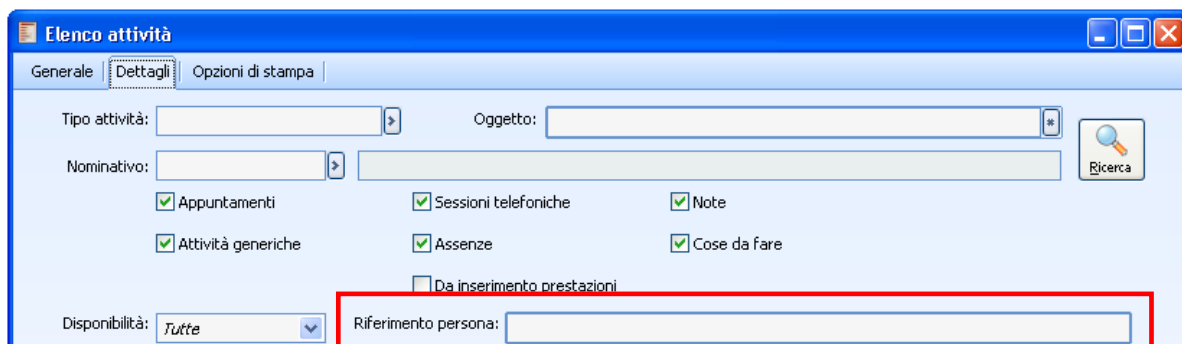 Elenco attività
Generale Dettagli Opzioni di stampa
Tipo attività: Oggetto:
Nominativo: Ricerca
Appuntamenti Sessioni telefoniche Note
Attività generiche Assenze Cose da fare
Da inserimento prestazioni
Disponibilità: Tutte Riferimento persona: